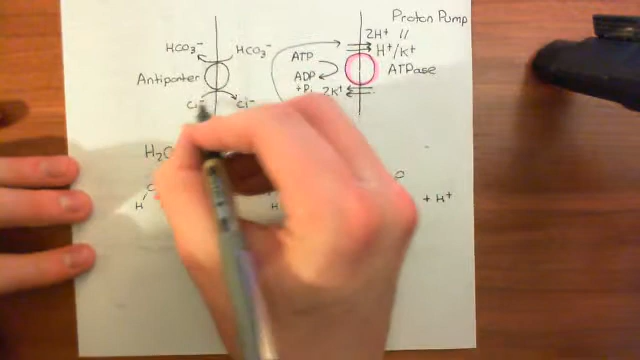 Proton Pump
2H⁺ //
HCO₃⁻ HCO₃⁻ ATP H⁺/K⁺
Antiporter ADP ATPase
+Pi 2K⁺
Cl⁻ Cl⁻
H₂O
H + H⁺